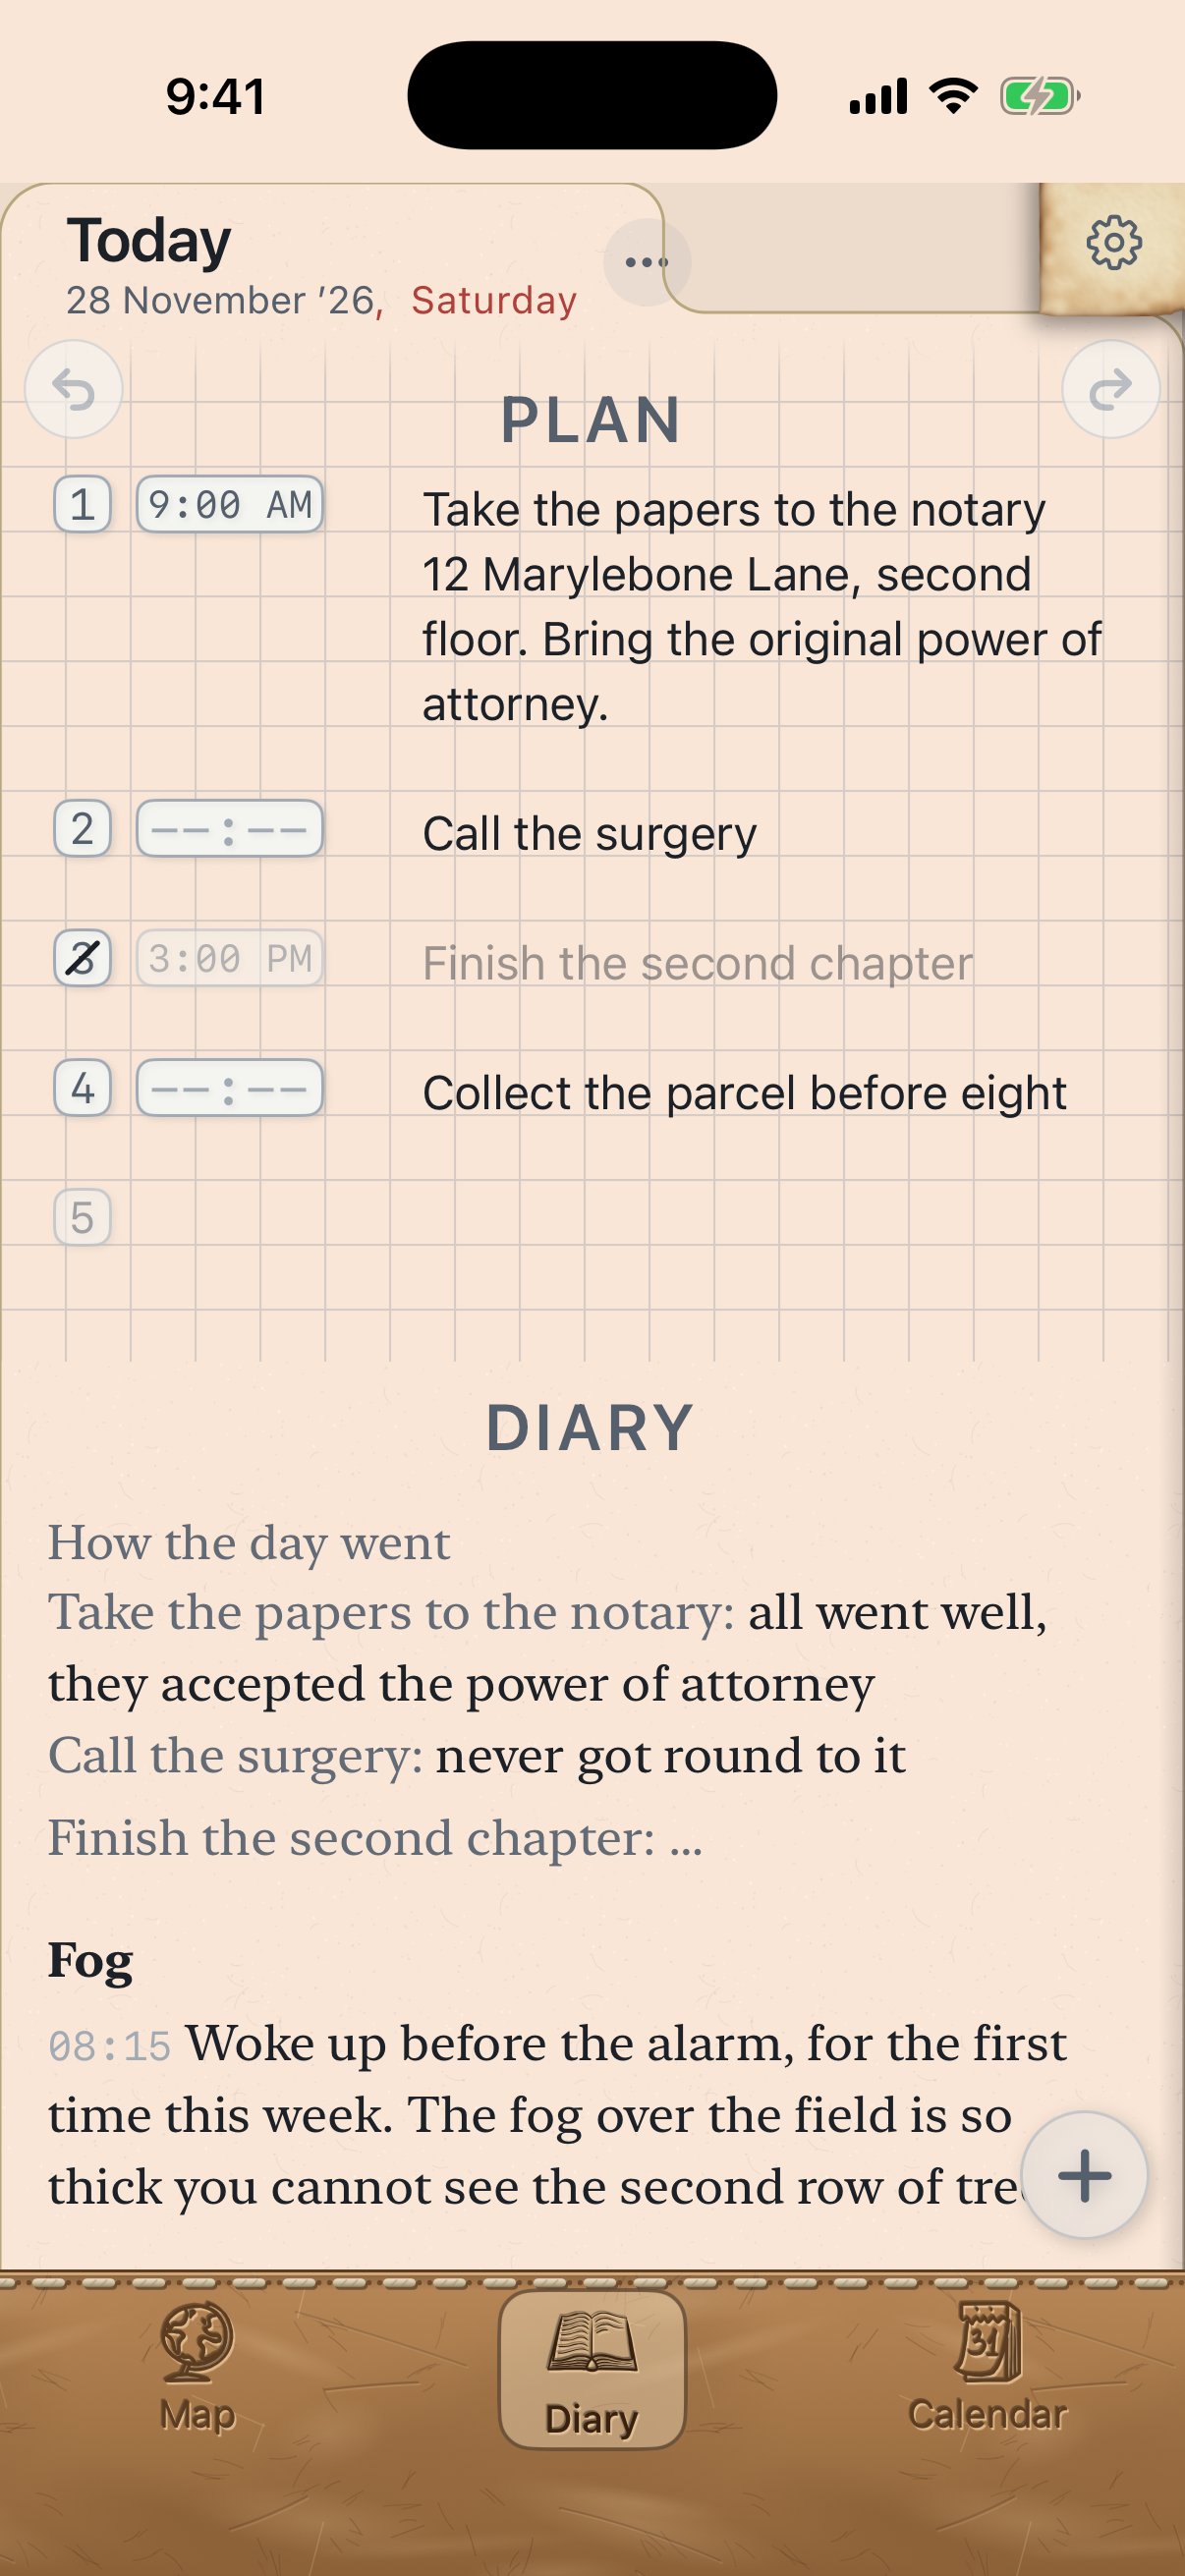 9:41
Today
28 November ’26, Saturday
PLAN
1 9:00 AM Take the papers to the notary
12 Marylebone Lane, second
floor. Bring the original power of
attorney.
2 --:-- Call the surgery
3 3:00 PM Finish the second chapter
4 --:-- Collect the parcel before eight
5
DIARY
How the day went
Take the papers to the notary: all went well,
they accepted the power of attorney
Call the surgery: never got round to it
Finish the second chapter: ...
Fog
08:15 Woke up before the alarm, for the first
time this week. The fog over the field is so
thick you cannot see the second row of
31
Map
Diary
Calendar